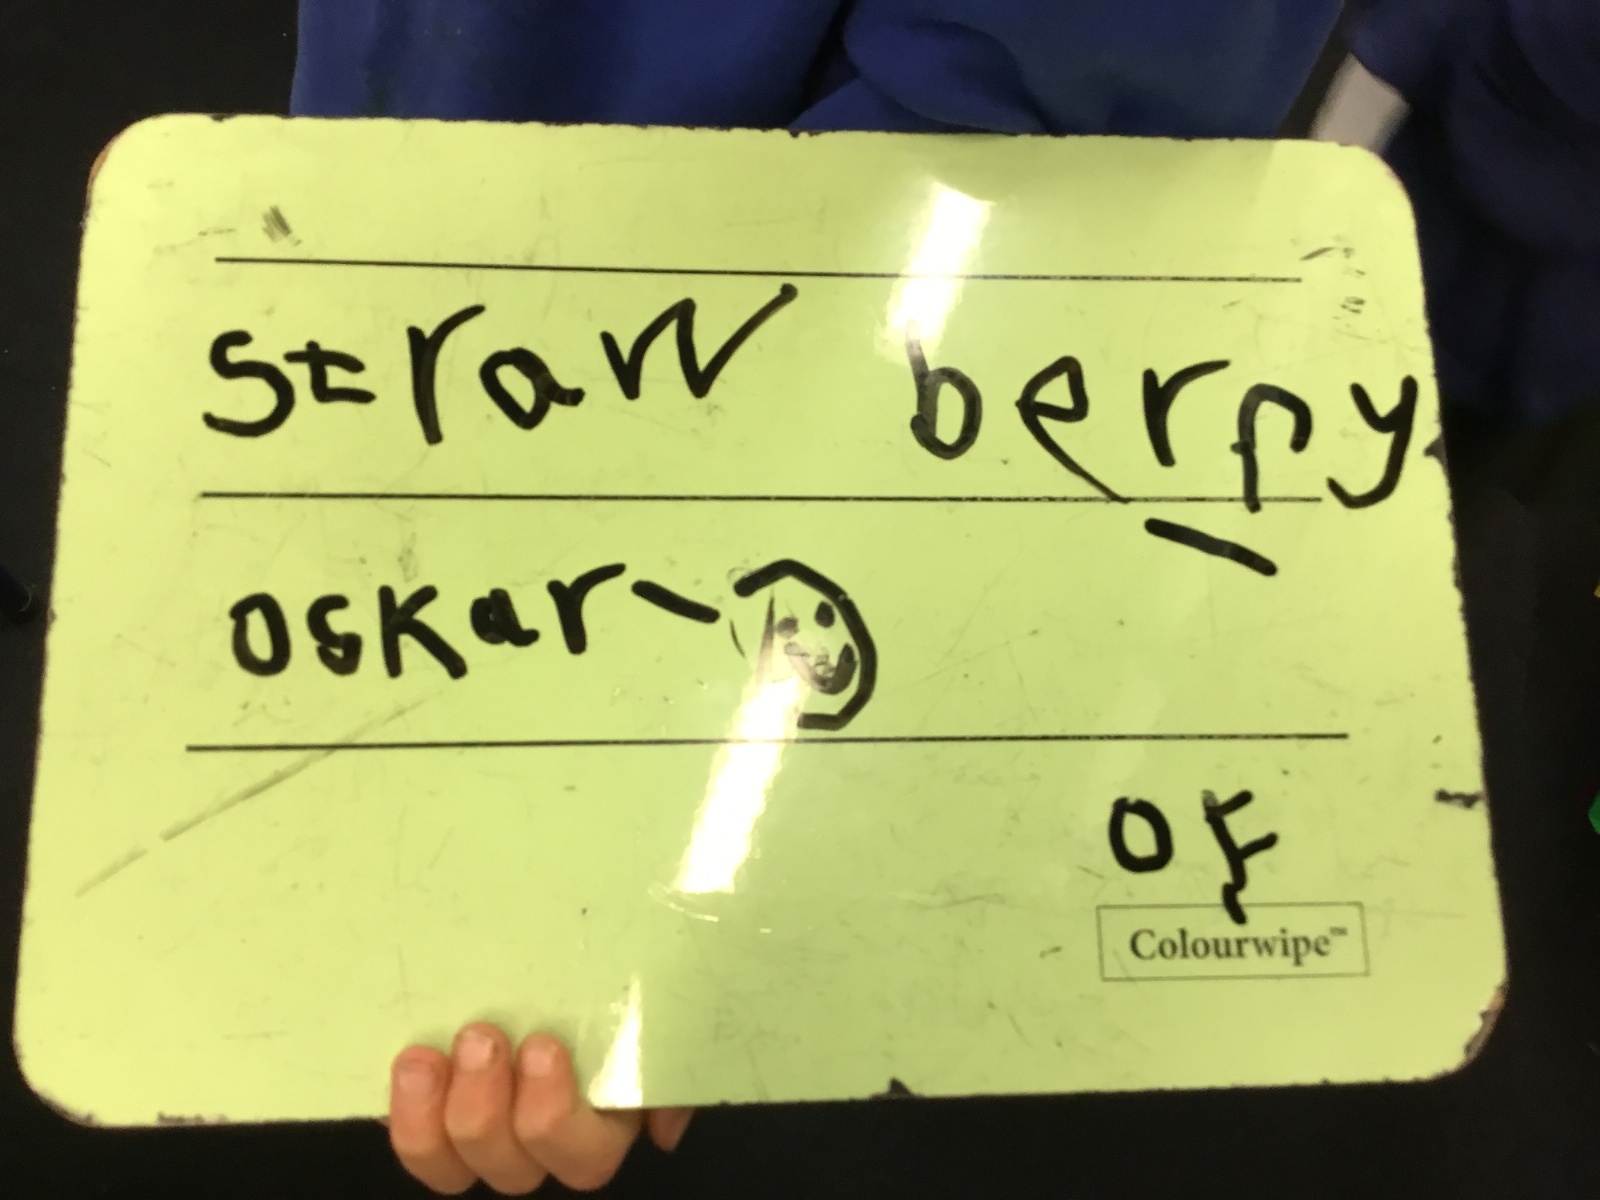 straw berry
oskar
OF
Colourwipe™